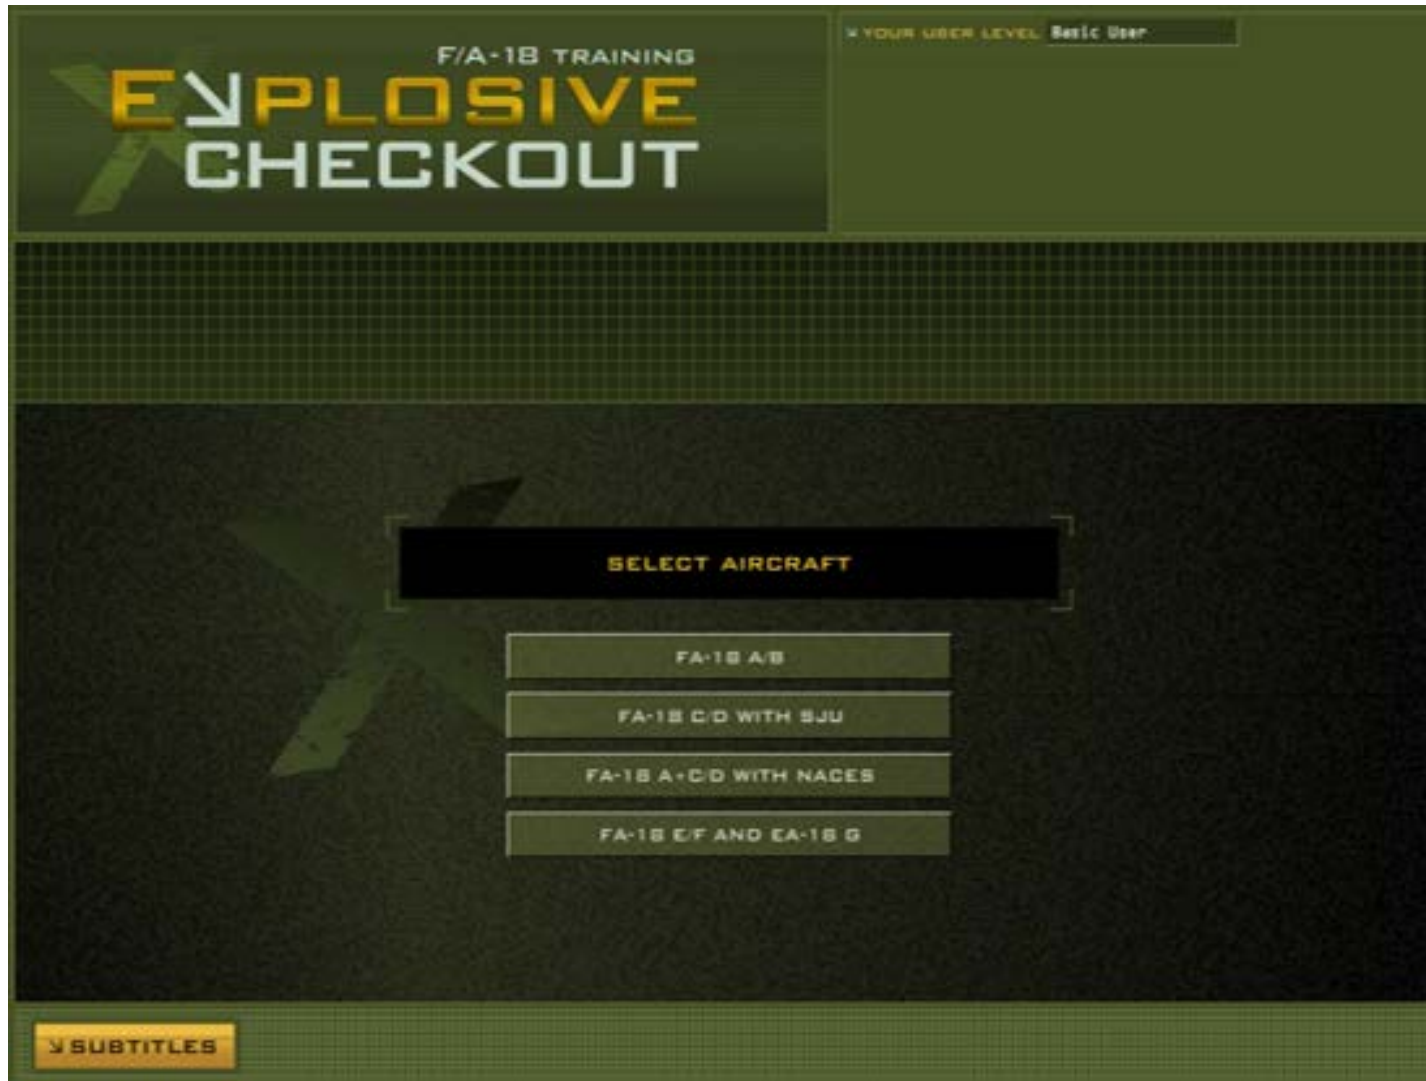 F/A-18 TRAINING
EXPLOSIVE
CHECKOUT
YOUR USER LEVEL Basic User
SELECT AIRCRAFT
FA-18 A/B
FA-18 C/D WITH SJU
FA-18 A+C/D WITH NACES
FA-18 E/F AND EA-18 G
SUBTITLES